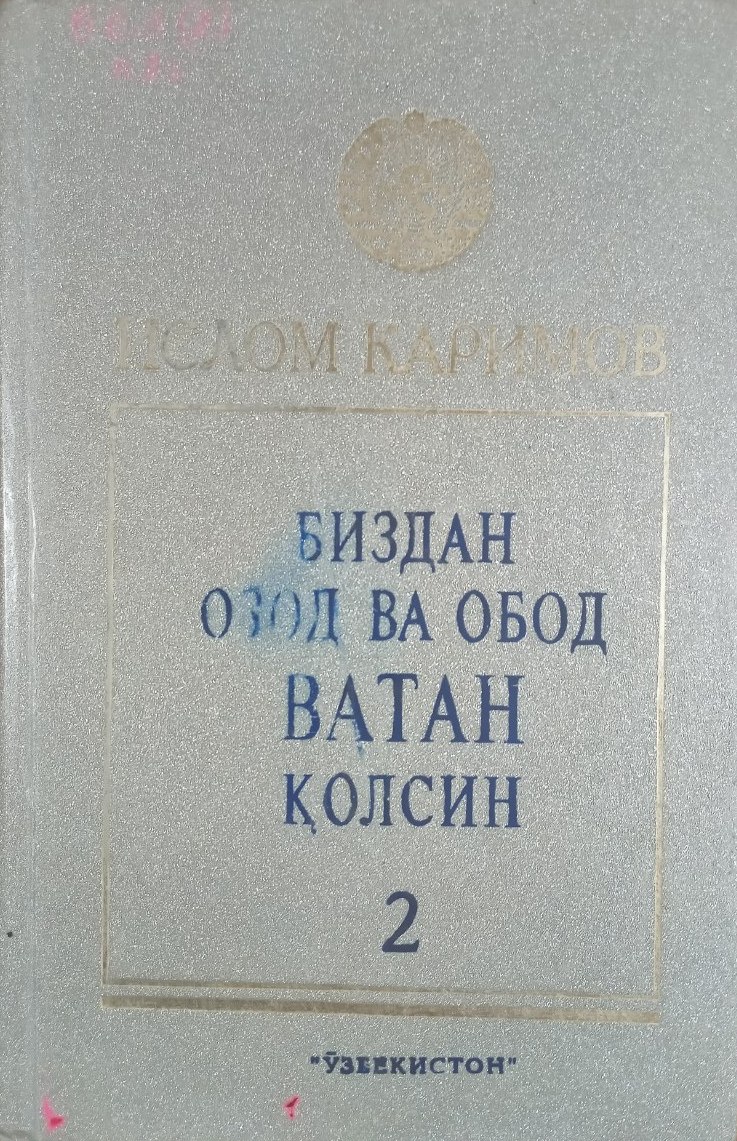 ИСЛОМ КАРИМОВ
БИЗДАН
ОЗОД ВА ОБОД
ВАТАН
ҚОЛСИН
2
"ЎЗБЕКИСТОН"